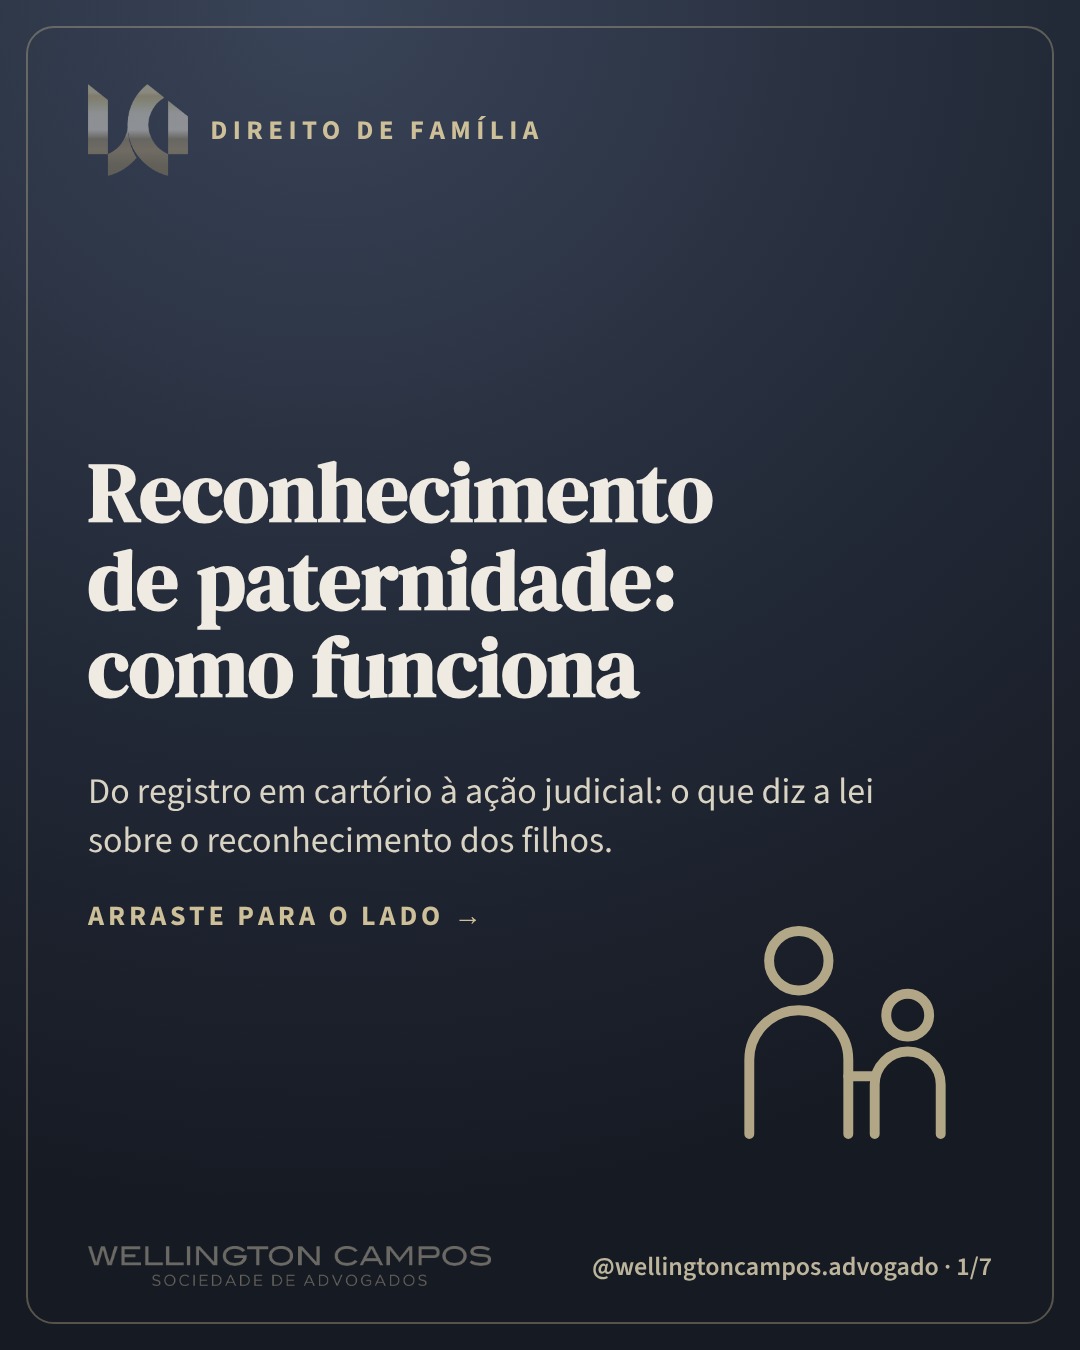 DIREITO DE FAMÍLIA
Reconhecimento
de paternidade:
como funciona
Do registro em cartório à ação judicial: o que diz a lei
sobre o reconhecimento dos filhos.
ARRASTE PARA O LADO →
WELLINGTON CAMPOS
SOCIEDADE DE ADVOGADOS
@wellingtoncampos.advogado · 1/7